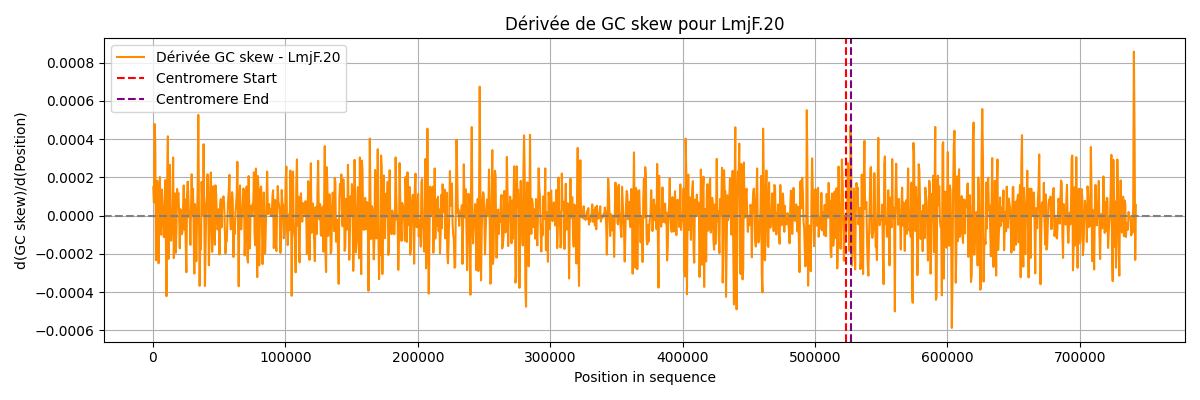 Dérivée de GC skew pour LmjF.20
Dérivée GC skew - LmjF.20
Centromere Start
Centromere End
d(GC skew)/d(Position)
0.0008
0.0006
0.0004
0.0002
0.0000
−0.0002
−0.0004
−0.0006
0 100000 200000 300000 400000 500000 600000 700000
Position in sequence